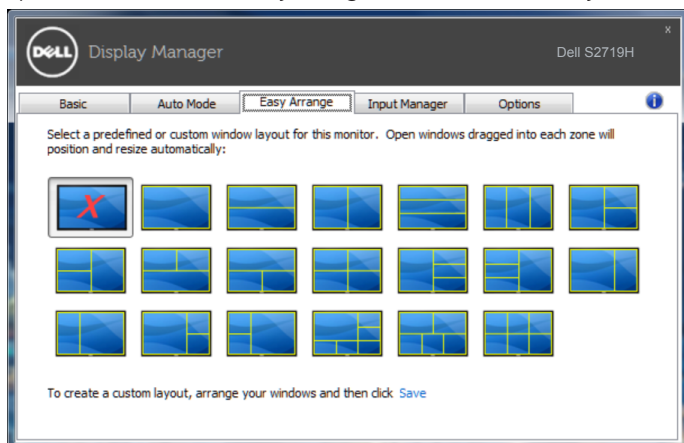 DELL Display Manager Dell S2719H x
Basic Auto Mode Easy Arrange Input Manager Options i
Select a predefined or custom window layout for this monitor. Open windows dragged into each zone will
position and resize automatically:
X
To create a custom layout, arrange your windows and then click Save